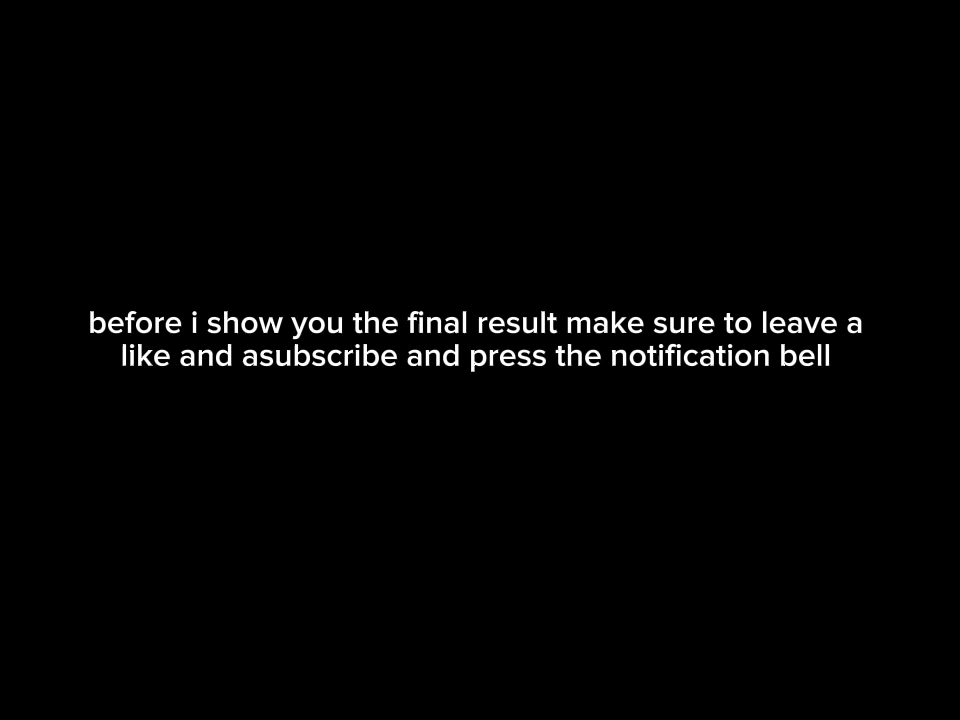 before i show you the final result make sure to leave a
like and asubscribe and press the notification bell